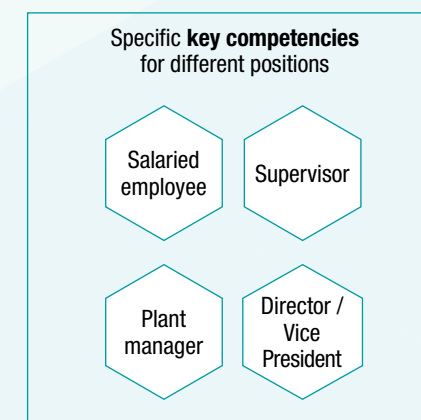 Specific key competencies
for different positions
Salaried
employee
Supervisor
Plant
manager
Director /
Vice
President